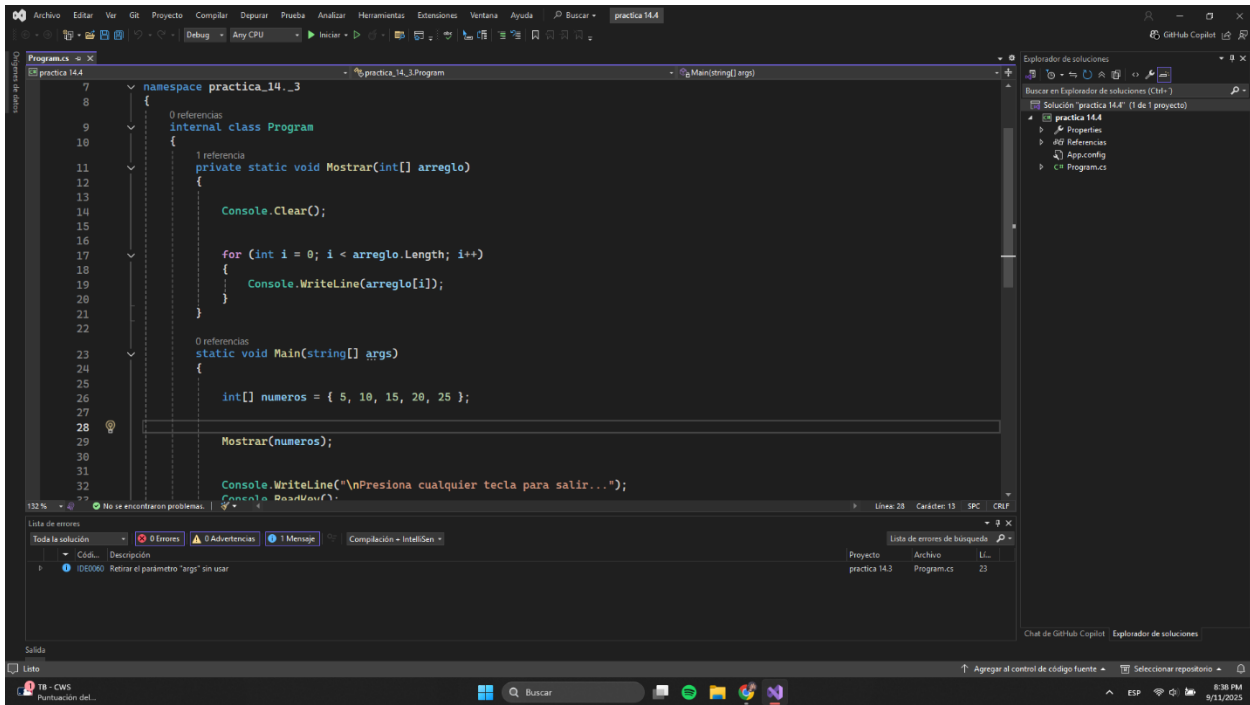 Archivo Editar Ver Git Proyecto Compilar Depurar Prueba Analizar Herramientas Extensiones Ventana Ayuda Buscar practica 14.4
Debug Any CPU Iniciar GitHub Copilot
Orígenes de datos
Program.cs
practica 14.4 practica_14._3.Program Main(string[] args)
7 namespace practica_14._3
8 {
0 referencias
9 internal class Program
10 {
1 referencia
11 private static void Mostrar(int[] arreglo)
12 {
13
14 Console.Clear();
15
16
17 for (int i = 0; i < arreglo.Length; i++)
18 {
19 Console.WriteLine(arreglo[i]);
20 }
21 }
22
0 referencias
23 static void Main(string[] args)
24 {
25
26 int[] numeros = { 5, 10, 15, 20, 25 };
27
28
29 Mostrar(numeros);
30
31
32 Console.WriteLine("\nPresiona cualquier tecla para salir...");
33 Console.ReadKey();
132 % No se encontraron problemas. Línea: 28 Carácter: 13 SPC CRLF
Explorador de soluciones
Buscar en Explorador de soluciones (Ctrl+¨)
Solución "practica 14.4" (1 de 1 proyecto)
practica 14.4
Properties
Referencias
App.config
C# Program.cs
Lista de errores
Toda la solución 0 Errores 0 Advertencias 1 Mensaje Compilación + IntelliSen Lista de errores de búsqueda
Códi... Descripción Proyecto Archivo Lí...
IDE0060 Retirar el parámetro "args" sin usar practica 14.3 Program.cs 23
Chat de GitHub Copilot Explorador de soluciones
Salida
Listo Agregar al control de código fuente Seleccionar repositorio
1 TB - CWS
Puntuación del...
Buscar
ESP
8:38 PM
9/11/2025